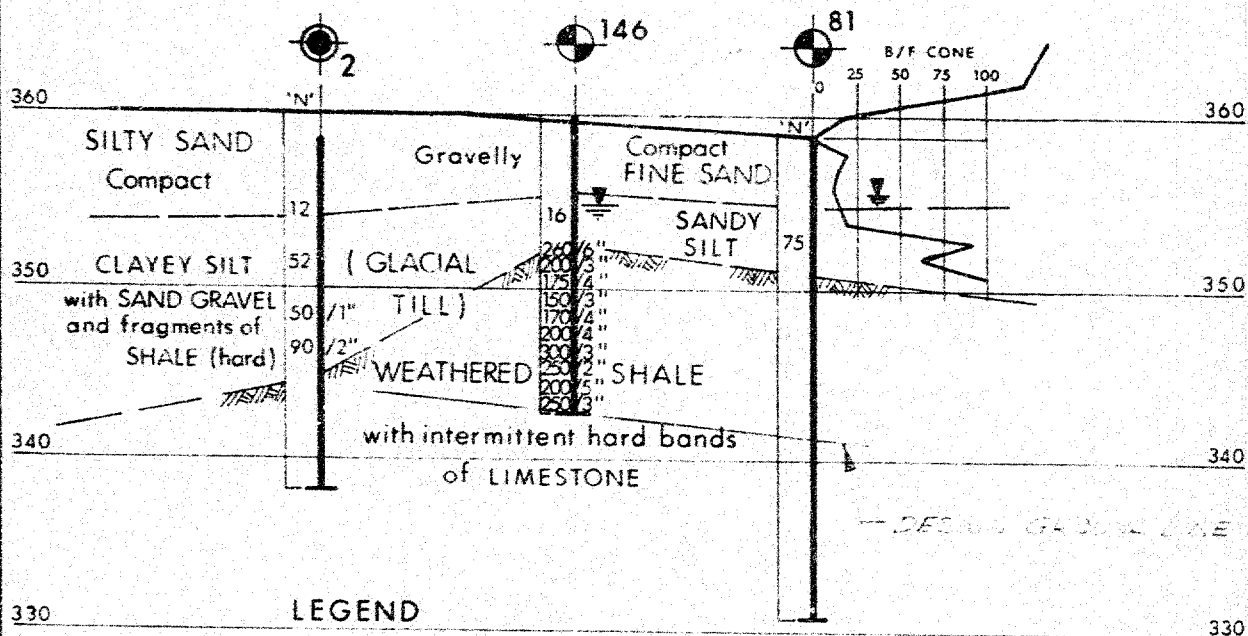 2
146
81
B/F CONE
0 25 50 75 100
360
'N'
'N'
360
SILTY SAND
Compact
Gravelly
Compact
FINE SAND
12
16
SANDY
SILT
75
CLAYEY SILT
with SAND GRAVEL
and fragments of
SHALE (hard)
52
50/1"
90/2"
(GLACIAL
TILL)
350
350
260/6"
200/3"
175/4"
150/3"
170/4"
200/4"
300/3"
250/2"
200/5"
250/3"
WEATHERED SHALE
with intermittent hard bands
of LIMESTONE
340
340
DESIGN GROUND LINE
330
LEGEND
330